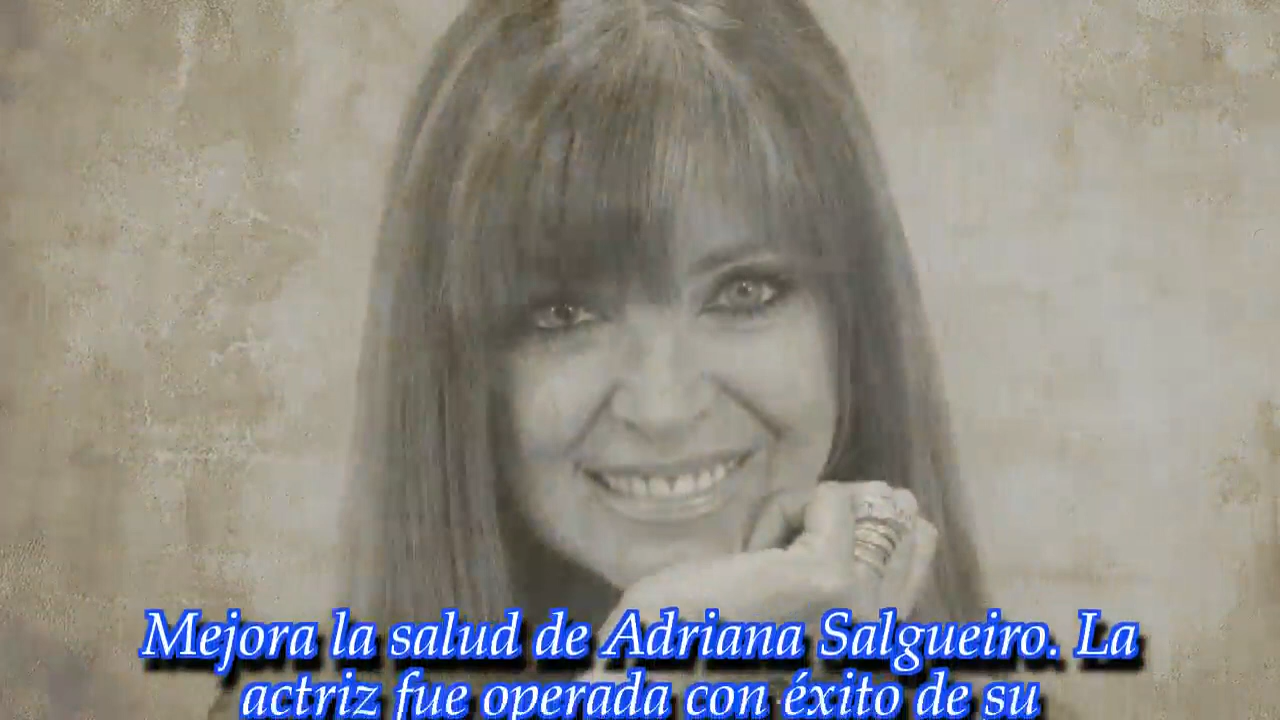 Mejora la salud de Adriana Salgueiro. La
actriz fue operada con éxito de su